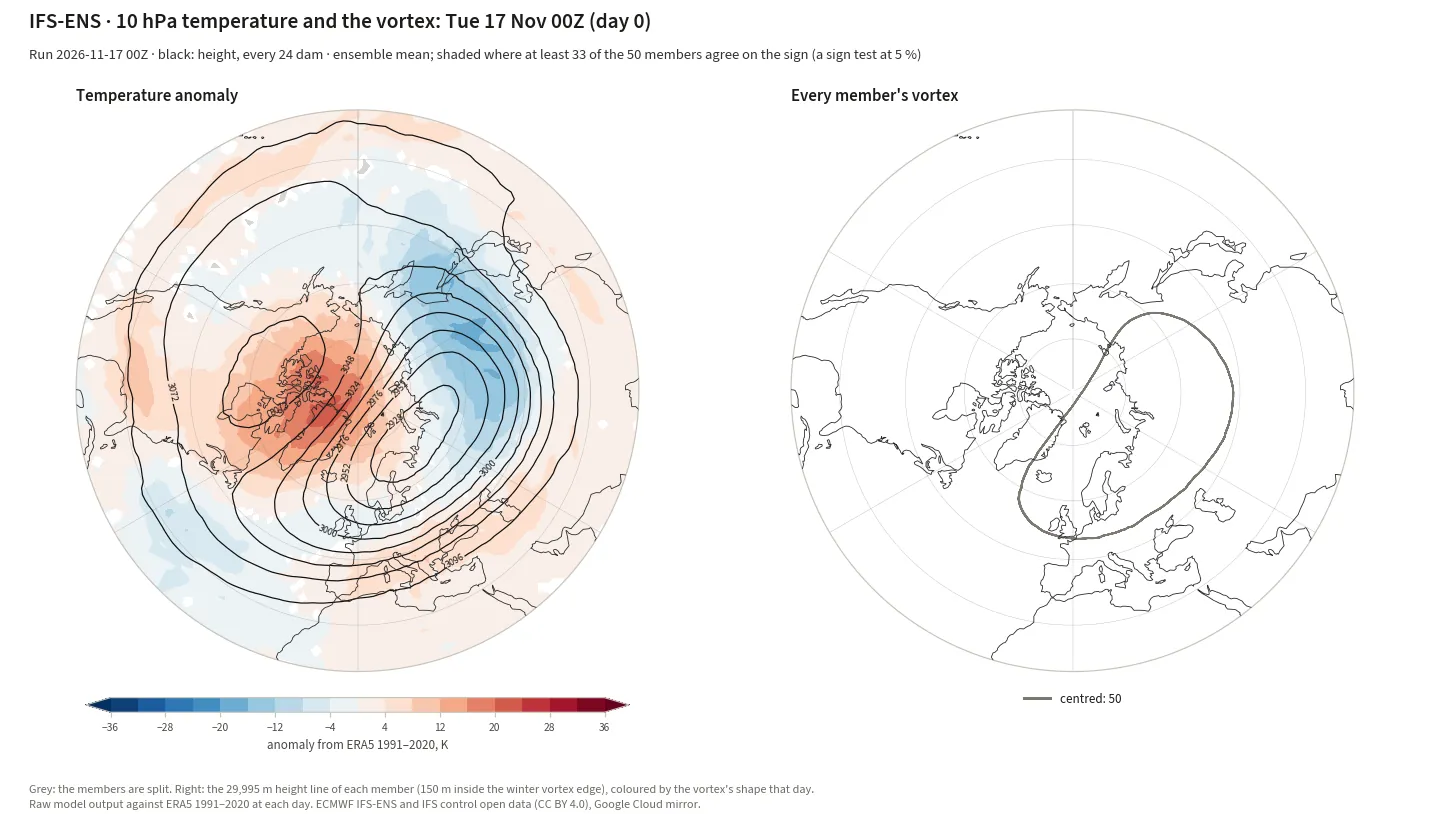 IFS-ENS · 10 hPa temperature and the vortex: Tue 17 Nov 00Z (day 0)
Run 2026-11-17 00Z · black: height, every 24 dam · ensemble mean; shaded where at least 33 of the 50 members agree on the sign (a sign test at 5 %)
Temperature anomaly
Every member's vortex
3048
3024
2976
2952
3072
2928
2976
2952
3000
3000
3096
centred: 50
−36 −28 −20 −12 −4 4 12 20 28 36
anomaly from ERA5 1991–2020, K
Grey: the members are split. Right: the 29,995 m height line of each member (150 m inside the winter vortex edge), coloured by the vortex's shape that day.
Raw model output against ERA5 1991–2020 at each day. ECMWF IFS-ENS and IFS control open data (CC BY 4.0), Google Cloud mirror.